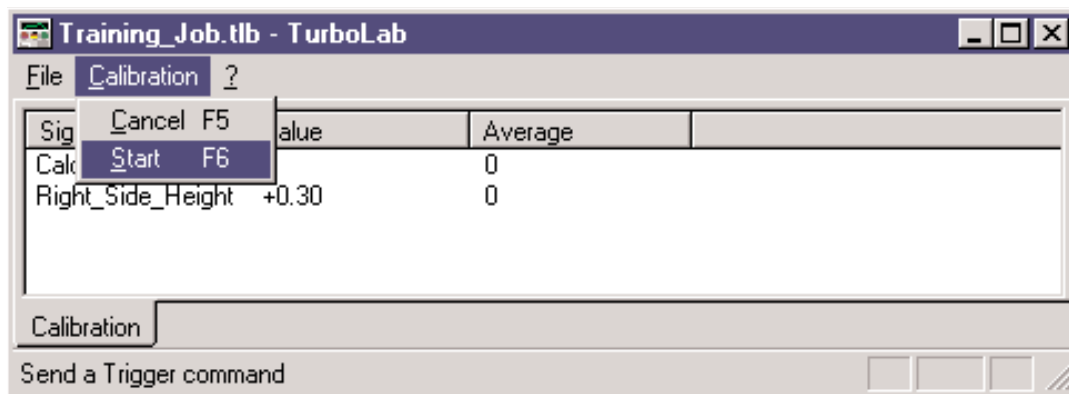 Training_Job.tlb - TurboLab
File Calibration ?
Cancel F5
Start F6
Sig alue Average
Calc 0
Right_Side_Height +0.30 0
Calibration
Send a Trigger command